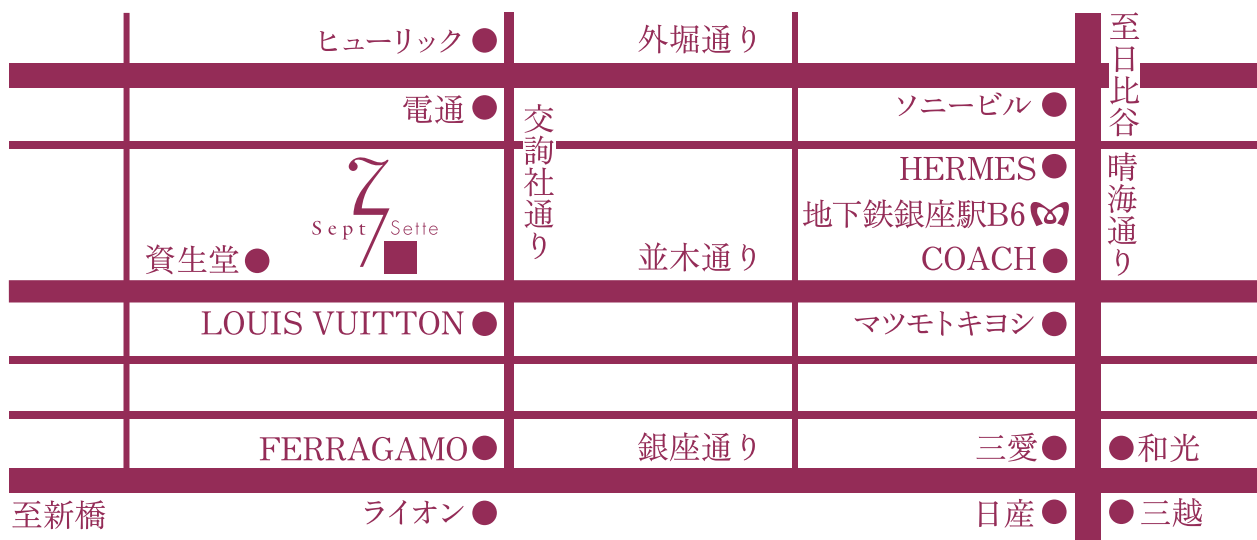 ヒューリック
外堀通り
至日比谷
電通
ソニービル
交詢社通り
HERMES
晴海通り
7
地下鉄銀座駅B6
Sept Sette
資生堂
並木通り
COACH
LOUIS VUITTON
マツモトキヨシ
FERRAGAMO
銀座通り
三愛
和光
至新橋
ライオン
日産
三越